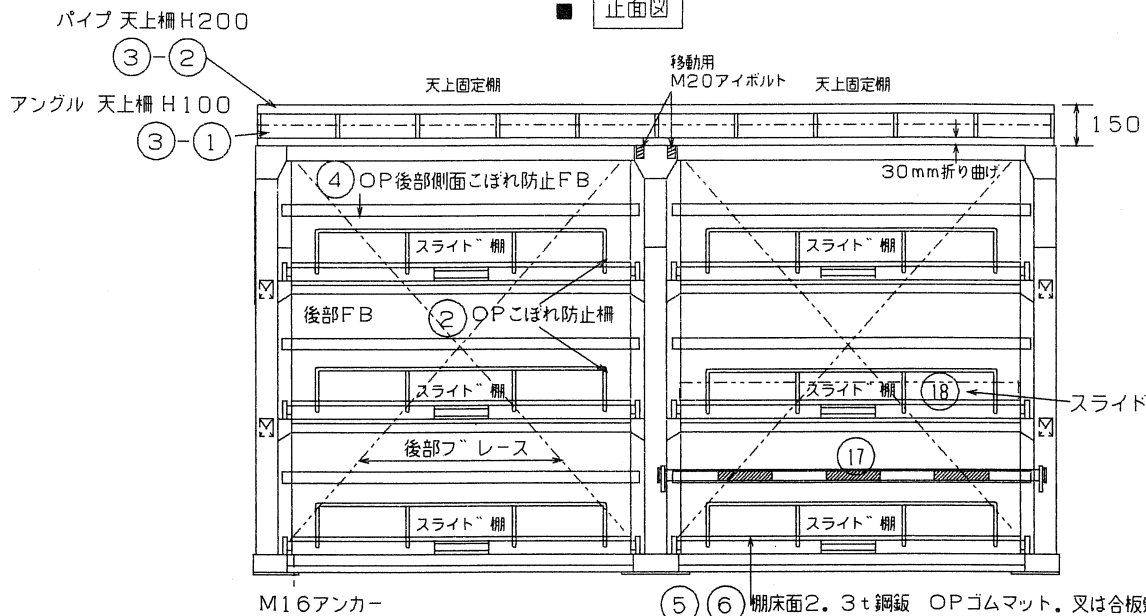 ■ 正面図
パイプ 天上柵H200
③-②
アングル 天上柵H100
③-①
天上固定棚
移動用
M20アイボルト
天上固定棚
150
30mm折り曲げ
④ OP後部側面こぼれ防止FB
スライド棚
スライド棚
後部FB
② OPこぼれ防止柵
スライド棚
スライド棚 ⑱
スライド
後部ブレース
⑰
スライド棚
スライド棚
M16アンカー
⑤ ⑥ 棚床面2.3t鋼鈑 OPゴムマット.又は合板